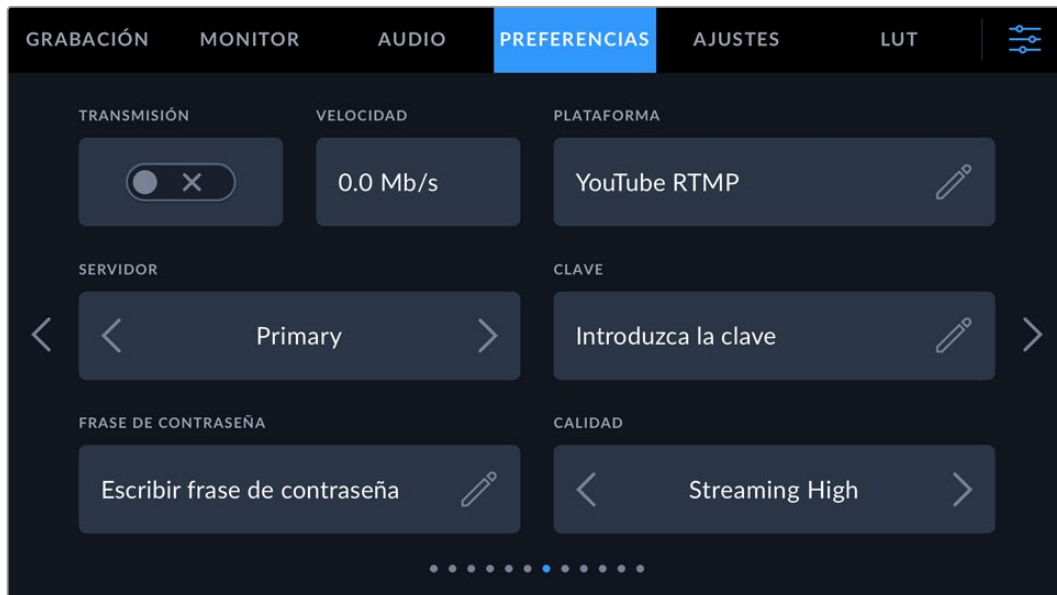 GRABACIÓN MONITOR AUDIO PREFERENCIAS AJUSTES LUT
TRANSMISIÓN VELOCIDAD PLATAFORMA
0.0 Mb/s YouTube RTMP
SERVIDOR CLAVE
Primary Introduzca la clave
FRASE DE CONTRASEÑA CALIDAD
Escribir frase de contraseña Streaming High